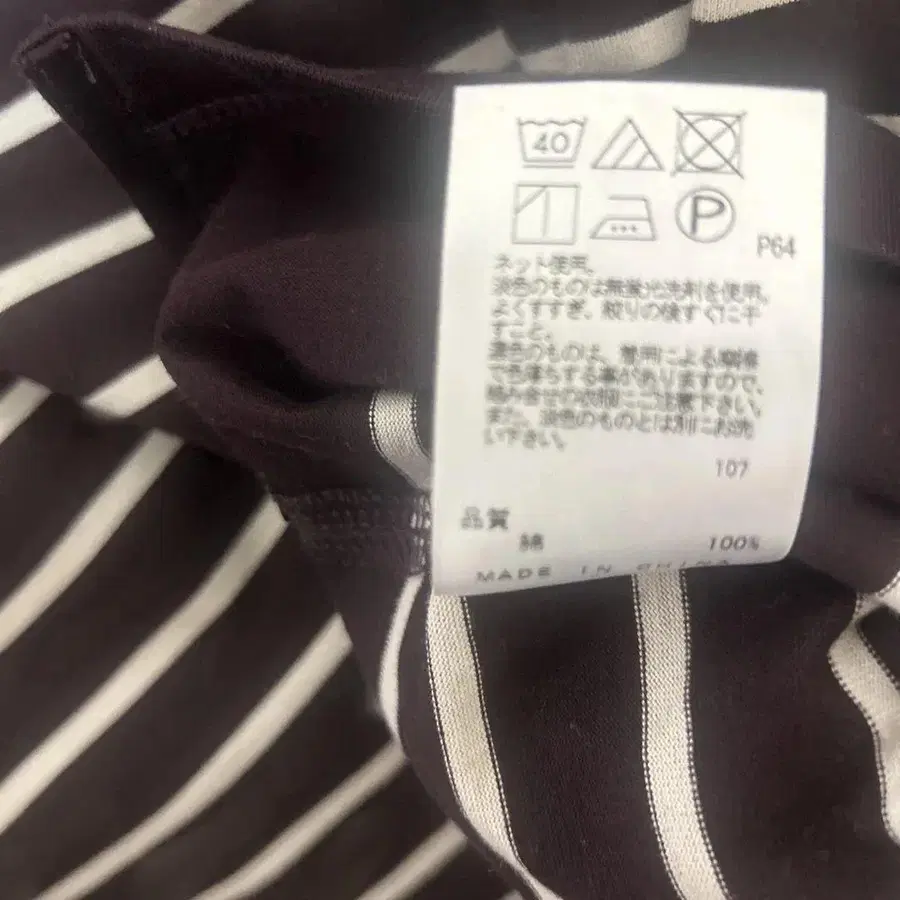 40
P
P64
ネット使用。
淡色のものは無蛍光洗剤を使用。
よくすすぎ、絞りの後すぐに干
すこと。
濃色のものは、着用による摩擦
で色落ちする事がありますので、
組み合せの衣服にご注意下さい。
また、淡色のものとは別にお洗
い下さい。
107
品質
綿 100%
MADE IN CHINA